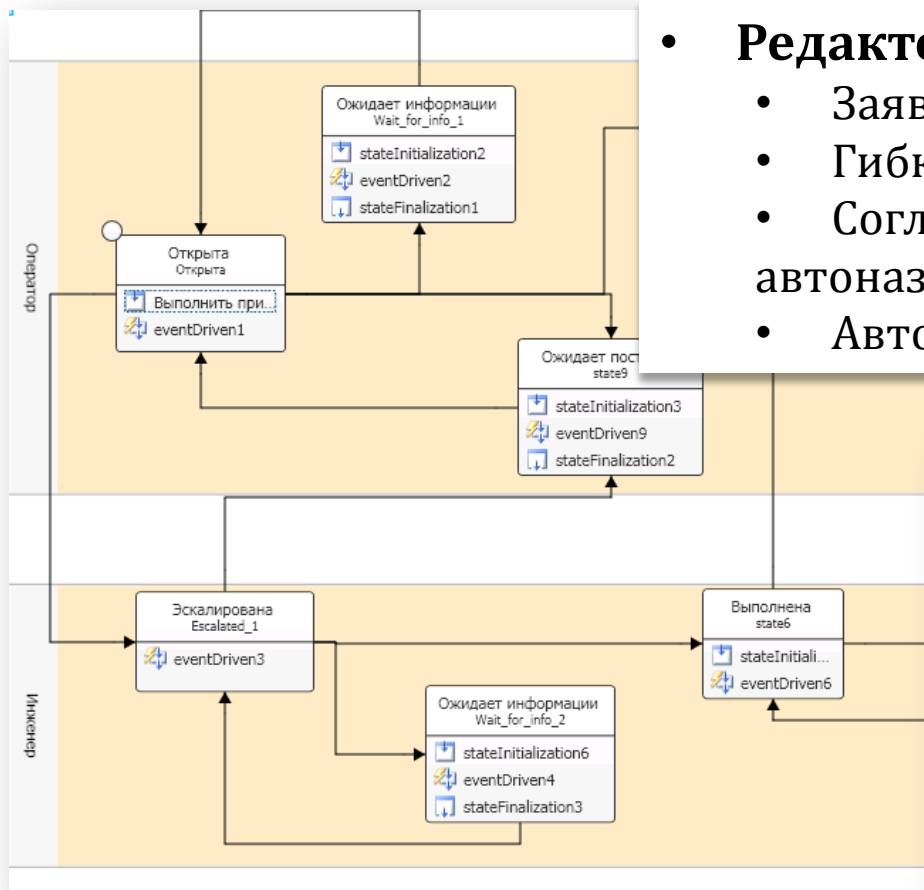 Редакто
Заяв
Гибк
Согл
автоназ
Авто
Оператор
Ожидает информации
Wait_for_info_1
stateInitialization2
eventDriven2
stateFinalization1
Открыта
Открыта
Выполнить при...
eventDriven1
Ожидает пост
state9
stateInitialization3
eventDriven9
stateFinalization2
Инженер
Эскалирована
Escalated_1
eventDriven3
Выполнена
state6
stateInitiali...
eventDriven6
Ожидает информации
Wait_for_info_2
stateInitialization6
eventDriven4
stateFinalization3